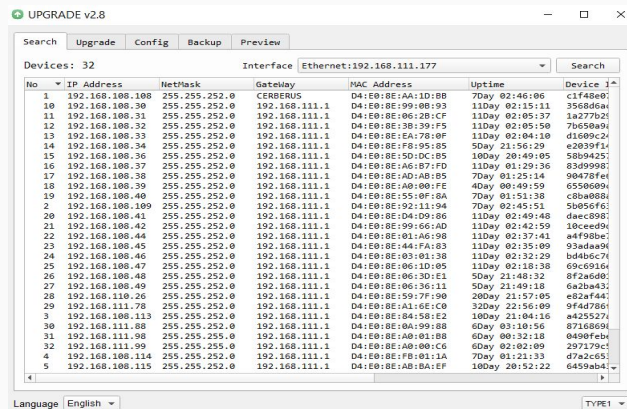 UPGRADE v2.8
Search Upgrade Config Backup Preview
Devices: 32 Interface Ethernet:192.168.111.177 Search
No IP Address NetMask GateWay MAC Address Uptime Device I
1 192.168.108.108 255.255.252.0 CERBERUS D4:E0:8E:AA:1D:BB 7Day 02:46:06 c1f48e07
10 192.168.108.30 255.255.252.0 192.168.111.1 D4:E0:8E:99:0B:93 11Day 02:15:11 3568d6ac
11 192.168.108.31 255.255.252.0 192.168.111.1 D4:E0:8E:06:2B:CF 11Day 02:05:37 1a277b29
12 192.168.108.32 255.255.252.0 192.168.111.1 D4:E0:8E:3B:39:F5 11Day 02:05:50 7b650a9a
13 192.168.108.33 255.255.252.0 192.168.111.1 D4:E0:8E:EA:78:0F 11Day 02:04:10 d1609c24
14 192.168.108.34 255.255.252.0 192.168.111.1 D4:E0:8E:F8:95:85 5Day 21:56:29 e2039f14
15 192.168.108.36 255.255.252.0 192.168.111.1 D4:E0:8E:5D:DC:B5 10Day 20:49:05 58b94257
16 192.168.108.37 255.255.252.0 192.168.111.1 D4:E0:8E:A6:B7:FD 11Day 01:29:36 83d99987
17 192.168.108.38 255.255.252.0 192.168.111.1 D4:E0:8E:AD:AB:B5 7Day 01:25:14 90478fe6
18 192.168.108.39 255.255.252.0 192.168.111.1 D4:E0:8E:A0:00:FE 4Day 00:49:59 6550609c
19 192.168.108.40 255.255.252.0 192.168.111.1 D4:E0:8E:55:0F:8A 7Day 01:51:38 c8ba088a
2 192.168.108.109 255.255.252.0 192.168.111.1 D4:E0:8E:92:11:94 7Day 02:45:51 5b056f63
20 192.168.108.41 255.255.252.0 192.168.111.1 D4:E0:8E:D4:D9:86 11Day 02:49:48 daec8987
21 192.168.108.42 255.255.252.0 192.168.111.1 D4:E0:8E:99:66:AD 11Day 02:42:59 10ceed9c
22 192.168.108.44 255.255.252.0 192.168.111.1 D4:E0:8E:01:A6:98 11Day 02:37:41 a4f98be7
23 192.168.108.45 255.255.252.0 192.168.111.1 D4:E0:8E:44:FA:83 11Day 02:35:09 93adaa90
24 192.168.108.46 255.255.252.0 192.168.111.1 D4:E0:8E:03:01:38 11Day 02:32:29 bd4b6c70
25 192.168.108.47 255.255.252.0 192.168.111.1 D4:E0:8E:06:1D:05 11Day 02:18:38 69c6916e
26 192.168.108.48 255.255.252.0 192.168.111.1 D4:E0:8E:06:3D:E1 5Day 21:48:32 8f2a6d03
27 192.168.108.49 255.255.252.0 192.168.111.1 D4:E0:8E:06:36:11 5Day 21:49:18 6a2ba432
28 192.168.110.26 255.255.252.0 192.168.111.1 D4:E0:8E:59:7F:90 20Day 21:57:05 e82af447
29 192.168.111.78 255.255.252.0 192.168.111.1 D4:E0:8E:A1:6E:C0 32Day 22:56:09 9f4d7869
3 192.168.108.113 255.255.252.0 192.168.111.1 D4:E0:8E:84:58:E2 10Day 21:04:16 a425527a
30 192.168.111.88 255.255.252.0 192.168.111.1 D4:E0:8E:0A:99:88 6Day 03:10:56 87168698
31 192.168.111.98 255.255.252.0 192.168.111.1 D4:E0:8E:A0:01:B8 6Day 00:32:18 0490febe
32 192.168.111.99 255.255.252.0 192.168.111.1 D4:E0:8E:A0:00:C6 6Day 02:02:09 297179c5
4 192.168.108.114 255.255.252.0 192.168.111.1 D4:E0:8E:FB:01:1A 7Day 01:21:33 d7a2c653
5 192.168.108.115 255.255.252.0 192.168.111.1 D4:E0:8E:AB:BA:EF 10Day 20:52:22 6459ab43
Language English TYPE1